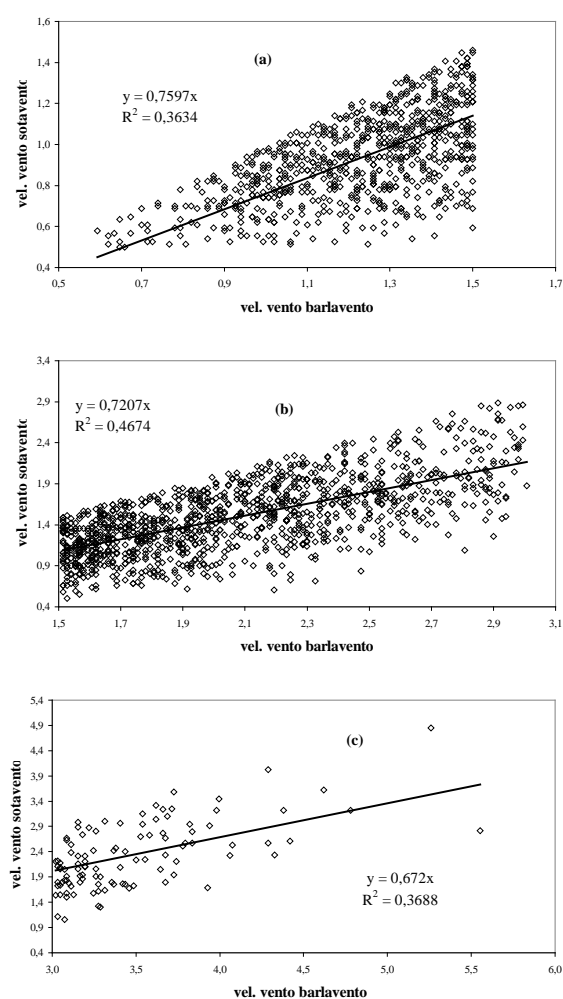 1,6
1,4
1,2
1,0
0,8
0,6
0,4
vel. vento sotavento
(a)
y = 0,7597x
R² = 0,3634
0,5 0,7 0,9 1,1 1,3 1,5 1,7
vel. vento barlavento
3,4
2,9
2,4
1,9
1,4
0,9
0,4
vel. vento sotavento
y = 0,7207x
R² = 0,4674
(b)
1,5 1,7 1,9 2,1 2,3 2,5 2,7 2,9 3,1
vel. vento barlavento
5,4
4,9
4,4
3,9
3,4
2,9
2,4
1,9
1,4
0,9
0,4
vel. vento sotavento
(c)
y = 0,672x
R² = 0,3688
3,0 3,5 4,0 4,5 5,0 5,5 6,0
vel. vento barlavento